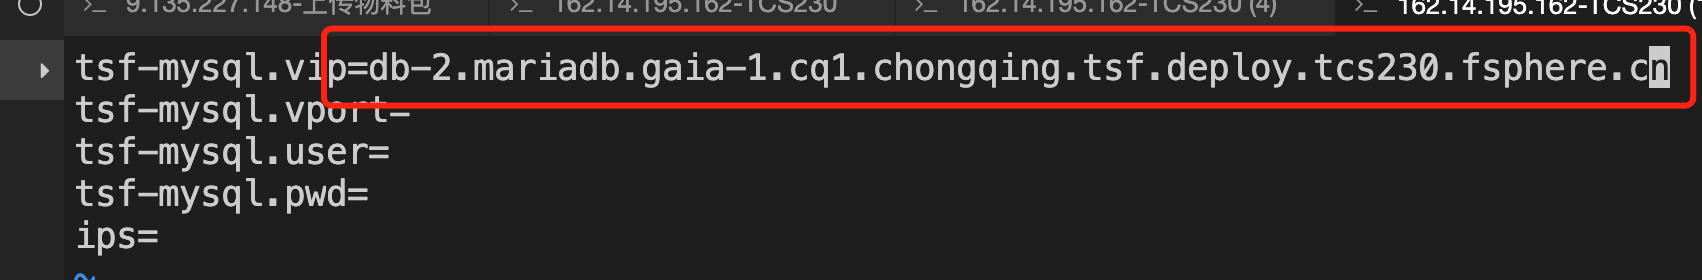 9.135.227.148-上传物料包
162.14.195.162-TCS230
162.14.195.162-TCS230 (4)
162.14.195.162-TCS230 (
tsf-mysql.vip=db-2.mariadb.gaia-1.cq1.chongqing.tsf.deploy.tcs230.fsphere.cn
tsf-mysql.vport=
tsf-mysql.user=
tsf-mysql.pwd=
ips=
~